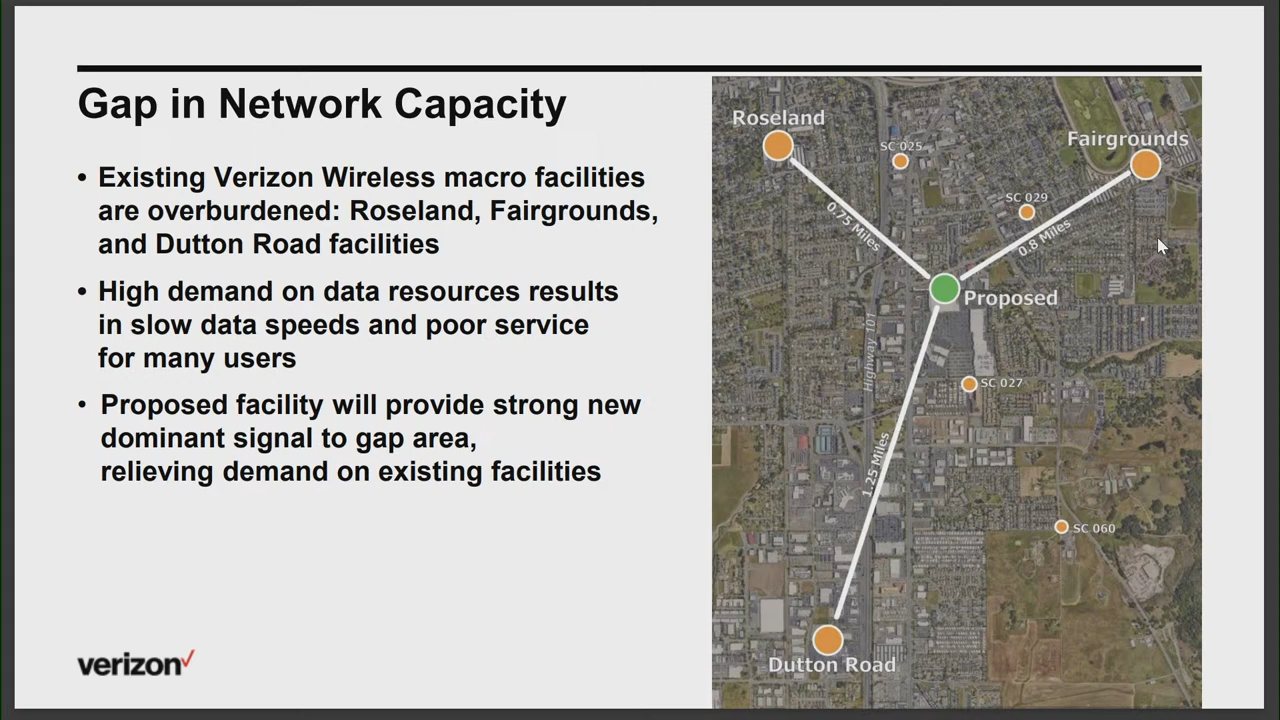 Gap in Network Capacity
• Existing Verizon Wireless macro facilities
are overburdened: Roseland, Fairgrounds,
and Dutton Road facilities
• High demand on data resources results
in slow data speeds and poor service
for many users
• Proposed facility will provide strong new
dominant signal to gap area,
relieving demand on existing facilities
verizon
Roseland
SC 025
Fairgrounds
SC 029
0.75 Miles
0.8 Miles
Proposed
Highway 101
SC 027
1.25 Miles
SC 060
Dutton Road